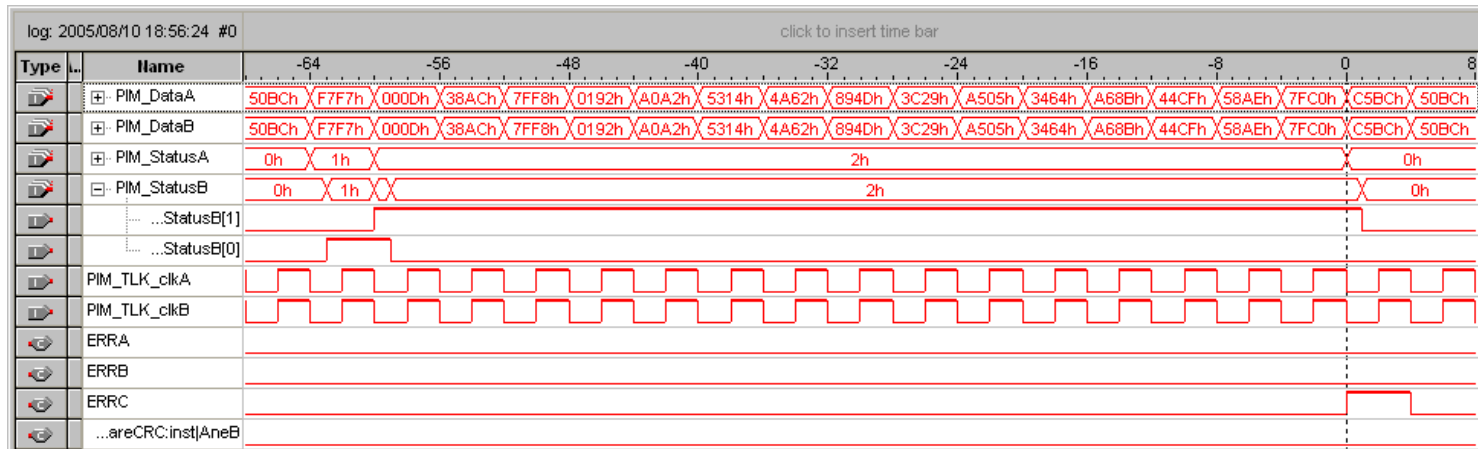 log: 2005/08/10 18:56:24 #0 click to insert time bar
Type ... Name -64 -56 -48 -40 -32 -24 -16 -8 0 8
PIM_DataA 50BCh F7F7h 000Dh 38ACh 7FF8h 0192h A0A2h 5314h 4A62h 894Dh 3C29h A505h 3464h A68Bh 44CFh 58AEh 7FC0h C5BCh 50BCh
PIM_DataB 50BCh F7F7h 000Dh 38ACh 7FF8h 0192h A0A2h 5314h 4A62h 894Dh 3C29h A505h 3464h A68Bh 44CFh 58AEh 7FC0h C5BCh 50BCh
PIM_StatusA 0h 1h 2h 0h
PIM_StatusB 0h 1h 2h 0h
...StatusB[1]
...StatusB[0]
PIM_TLK_clkA
PIM_TLK_clkB
ERRA
ERRB
ERRC
...areCRC:inst|AneB